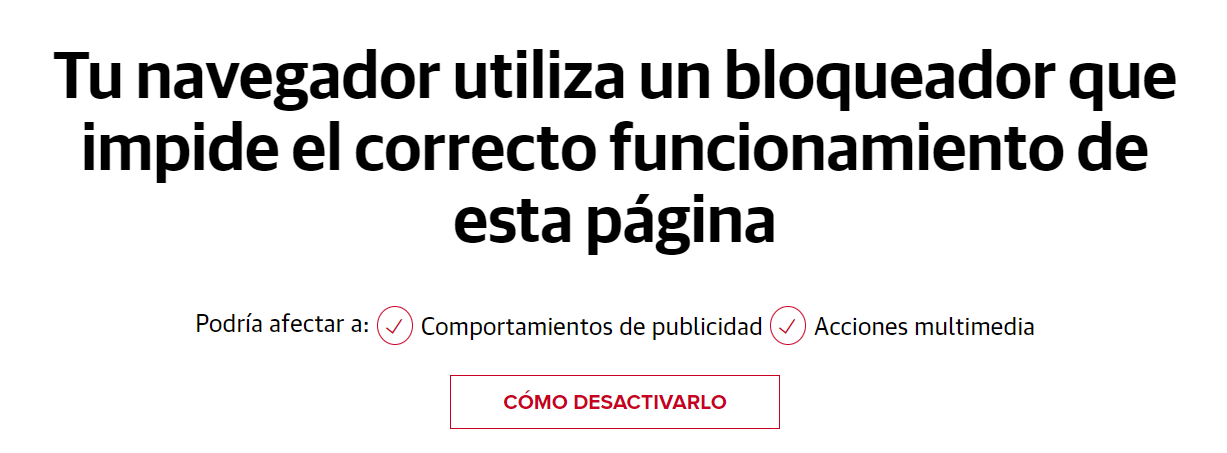 Tu navegador utiliza un bloqueador que
impide el correcto funcionamiento de
esta página
Podría afectar a: Comportamientos de publicidad Acciones multimedia
CÓMO DESACTIVARLO